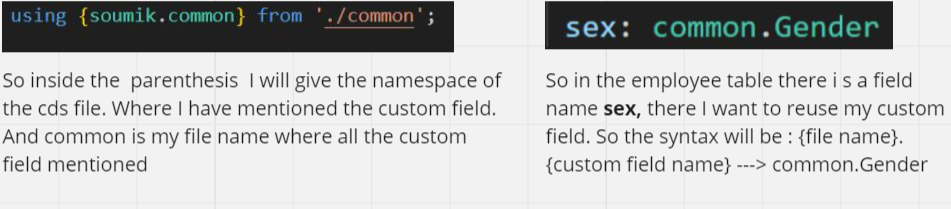 using {soumik.common} from './common';
So inside the parenthesis I will give the namespace of
the cds file. Where I have mentioned the custom field.
And common is my file name where all the custom
field mentioned
sex: common.Gender
So in the employee table there i s a field
name sex, there I want to reuse my custom
field. So the syntax will be : {file name}.
{custom field name} ---> common.Gender